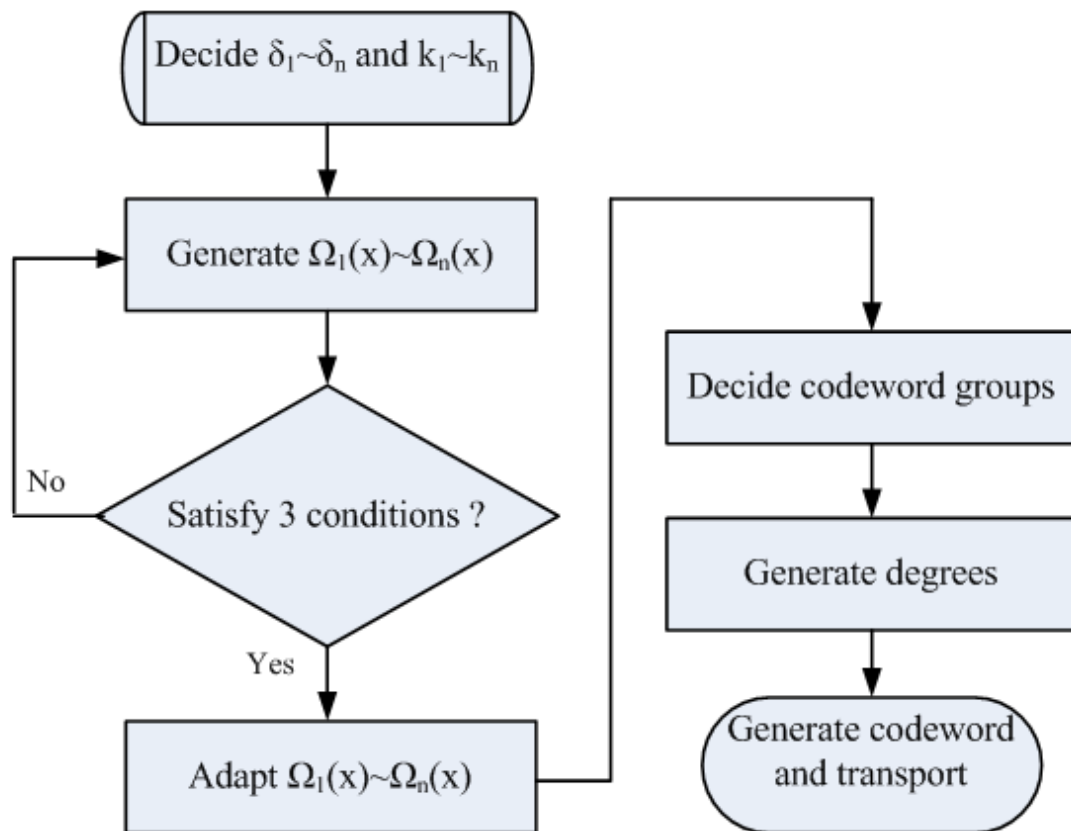 Decide δ₁~δₙ and k₁~kₙ
Generate Ω₁(x)~Ωₙ(x)
No
Satisfy 3 conditions ?
Yes
Adapt Ω₁(x)~Ωₙ(x)
Decide codeword groups
Generate degrees
Generate codeword
and transport